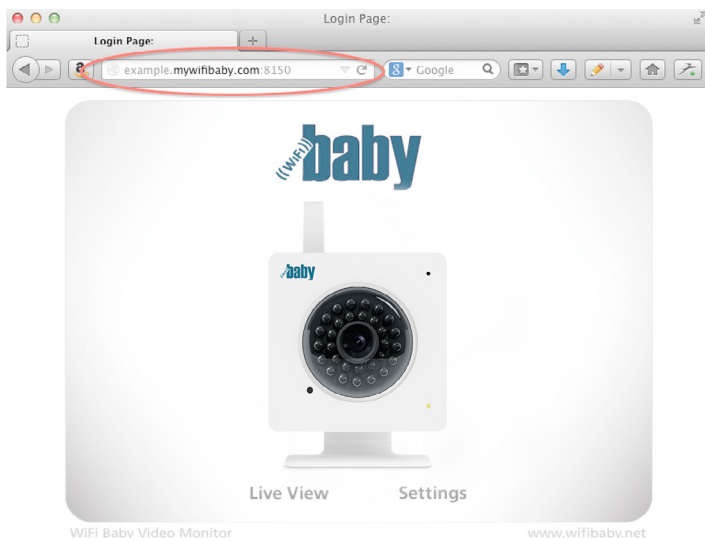 Login Page:
Login Page:
example.mywifibaby.com:8150
Google
((WiFi)) baby
baby
Live View Settings
WiFi Baby Video Monitor www.wifibaby.net